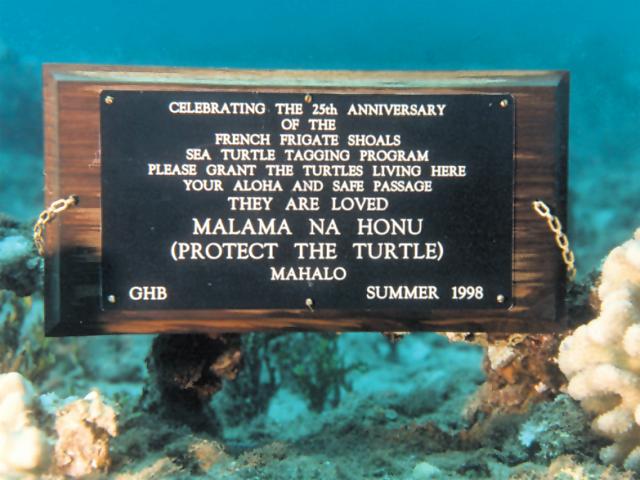 CELEBRATING THE 25th ANNIVERSARY
OF THE
FRENCH FRIGATE SHOALS
SEA TURTLE TAGGING PROGRAM
PLEASE GRANT THE TURTLES LIVING HERE
YOUR ALOHA AND SAFE PASSAGE
THEY ARE LOVED
MALAMA NA HONU
(PROTECT THE TURTLE)
MAHALO
GHB SUMMER 1998